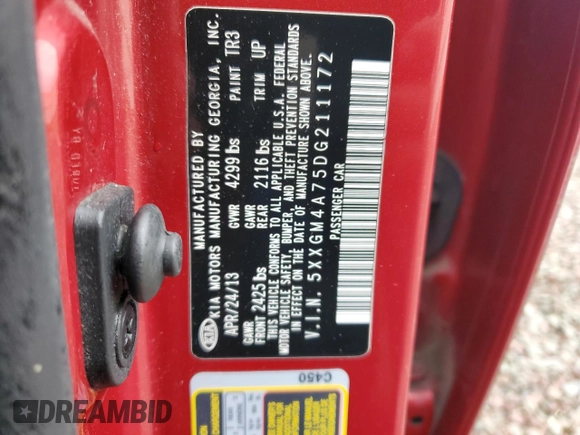 MANUFACTURED BY
KIA MOTORS MANUFACTURING GEORGIA, INC.
APR/24/13 GVWR 4299 lbs PAINT TR3
GAWR FRONT 2425 lbs GAWR REAR 2116 lbs TRIM UP
THIS VEHICLE CONFORMS TO ALL APPLICABLE U.S.A. FEDERAL
MOTOR VEHICLE SAFETY, BUMPER, AND THEFT PREVENTION STANDARDS
IN EFFECT ON THE DATE OF MANUFACTURE SHOWN ABOVE.
V.I.N. 5XXGM4A75DG211172
PASSENGER CAR
KIA
C450
DREAMBID